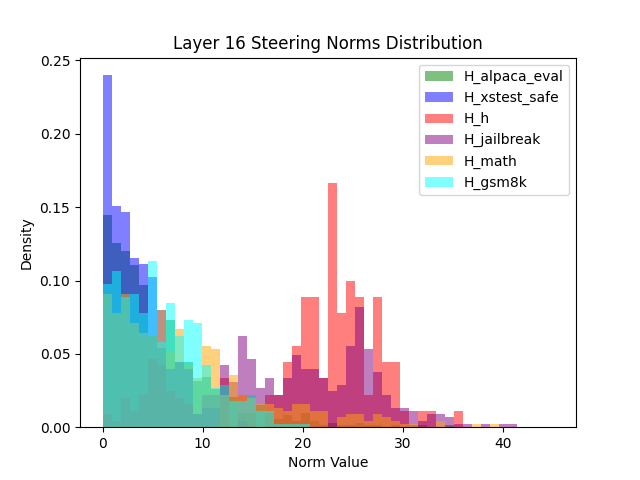 Layer 16 Steering Norms Distribution
0.25
0.20
0.15
0.10
0.05
0.00
Density
H_alpaca_eval
H_xstest_safe
H_h
H_jailbreak
H_math
H_gsm8k
0
10
20
30
40
Norm Value